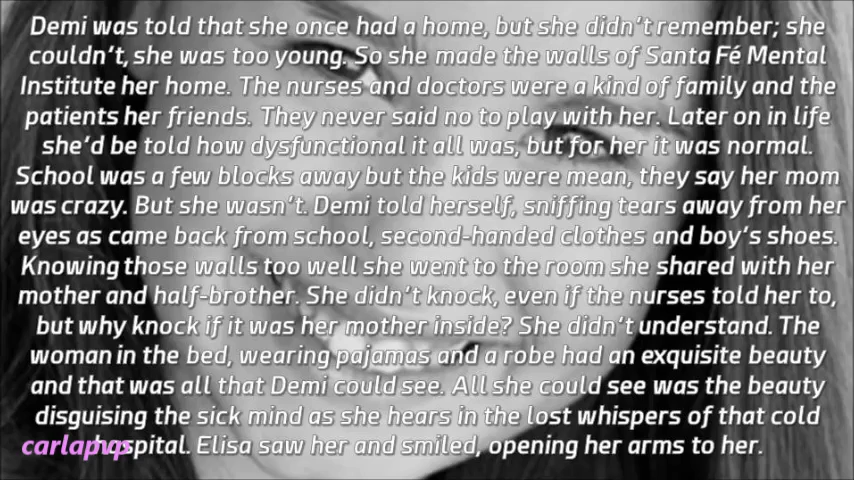 Demi was told that she once had a home, but she didn't remember; she
couldn't, she was too young. So she made the walls of Santa Fé Mental
Institute her home. The nurses and doctors were a kind of family and the
patients her friends. They never said no to play with her. Later on in life
she'd be told how dysfunctional it all was, but for her it was normal.
School was a few blocks away but the kids were mean, they say her mom
was crazy. But she wasn't. Demi told herself, sniffing tears away from her
eyes as came back from school, second-handed clothes and boy's shoes.
Knowing those walls too well she went to the room she shared with her
mother and half-brother. She didn't knock, even if the nurses told her to,
but why knock if it was her mother inside? She didn't understand. The
woman in the bed, wearing pajamas and a robe had an exquisite beauty
and that was all that Demi could see. All she could see was the beauty
disguising the sick mind as she hears in the lost whispers of that cold
hospital. Elisa saw her and smiled, opening her arms to her.
carlapvp